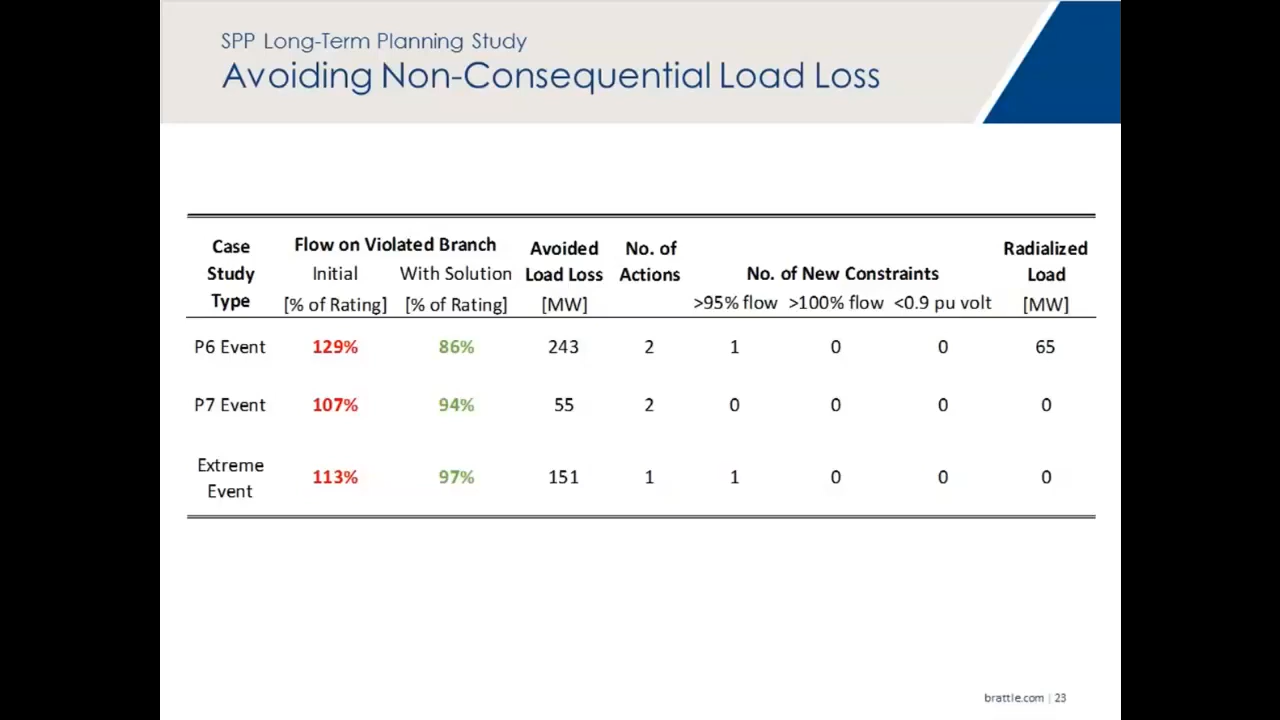 SPP Long-Term Planning Study
Avoiding Non-Consequential Load Loss
Case Study Type
Flow on Violated Branch
Initial [% of Rating]
With Solution [% of Rating]
Avoided Load Loss [MW]
No. of Actions
No. of New Constraints
>95% flow >100% flow <0.9 pu volt
Radialized Load [MW]
P6 Event 129% 86% 243 2 1 0 0 65
P7 Event 107% 94% 55 2 0 0 0 0
Extreme Event 113% 97% 151 1 1 0 0 0
brattle.com | 23